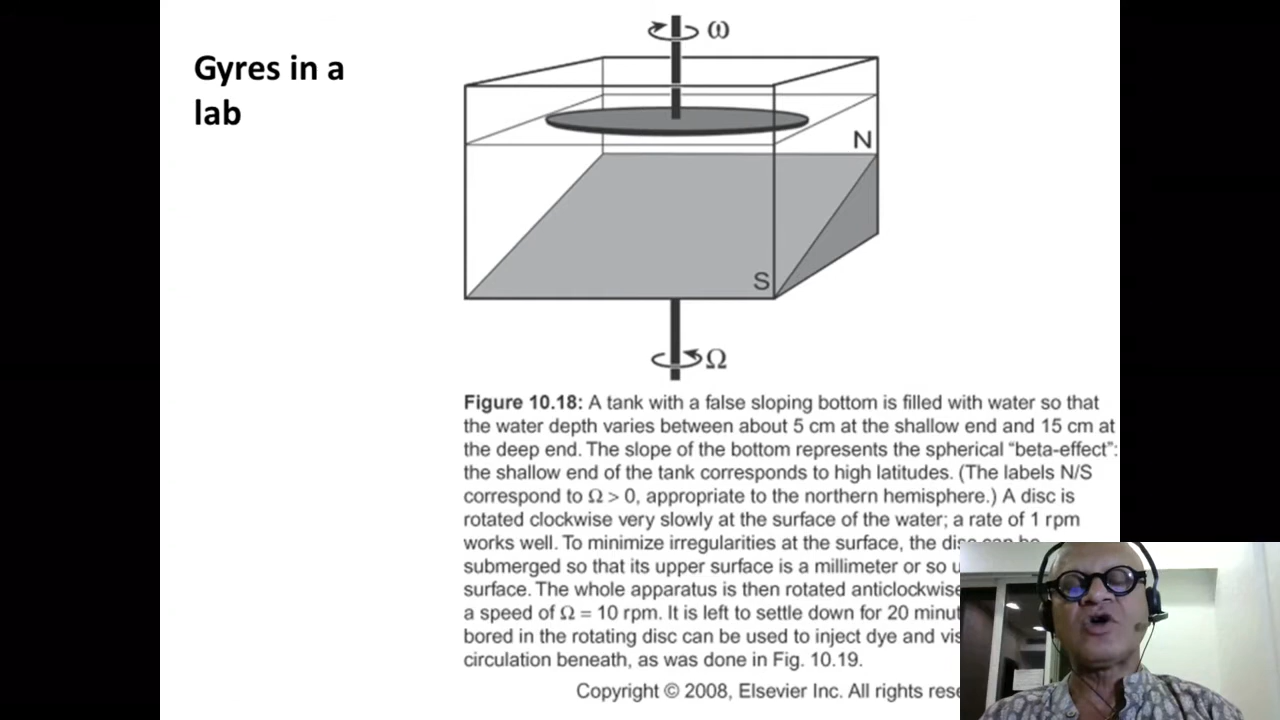 Gyres in a
lab
ω
N
S
Ω
Figure 10.18: A tank with a false sloping bottom is filled with water so that
the water depth varies between about 5 cm at the shallow end and 15 cm at
the deep end. The slope of the bottom represents the spherical “beta-effect”:
the shallow end of the tank corresponds to high latitudes. (The labels N/S
correspond to Ω > 0, appropriate to the northern hemisphere.) A disc is
rotated clockwise very slowly at the surface of the water; a rate of 1 rpm
works well. To minimize irregularities at the surface, the disc can be
submerged so that its upper surface is a millimeter or so
surface. The whole apparatus is then rotated anticlockwise
a speed of Ω = 10 rpm. It is left to settle down for 20
bored in the rotating disc can be used to inject dye and
circulation beneath, as was done in Fig. 10.19.
Copyright © 2008, Elsevier Inc. All rights